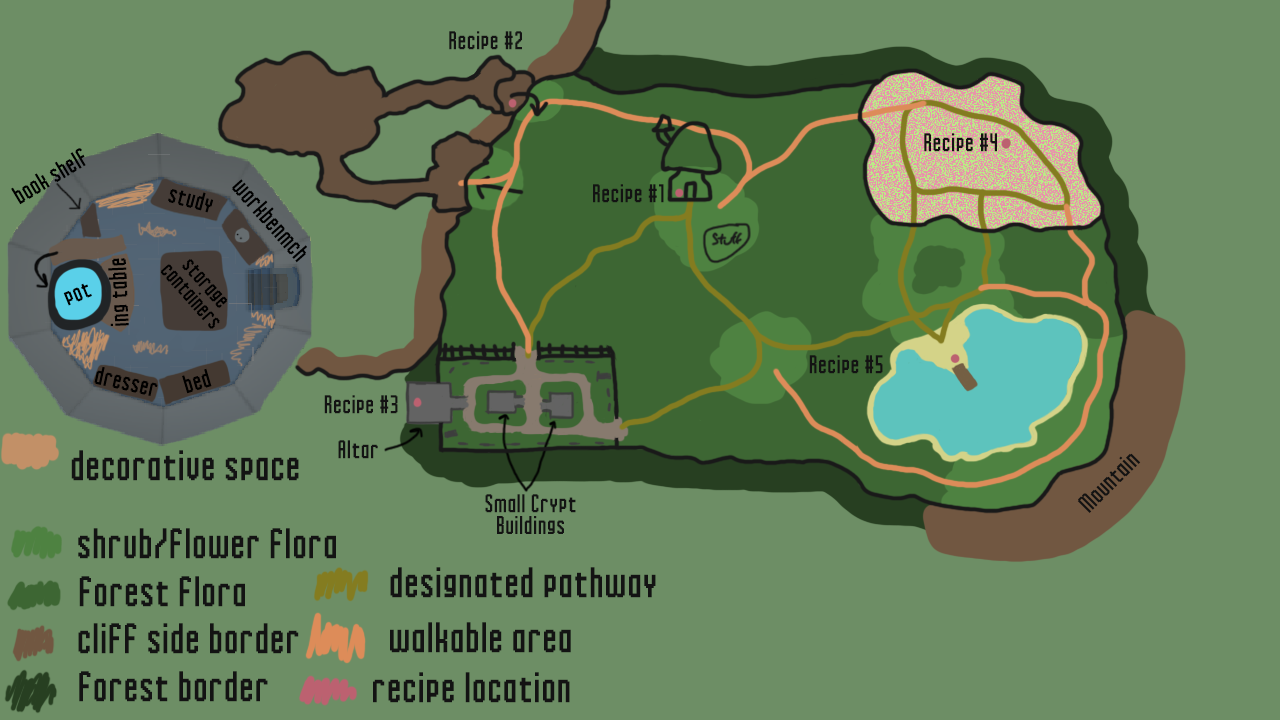 Recipe #2
book shelf
study
workbenmch
storage
containers
pot
ing table
dresser
bed
Recipe #1
Stuff
Recipe #4
Recipe #5
Recipe #3
Altar
Small Crypt
Buildings
Mountain
decorative space
shrub/Flower Flora
Forest Flora
cliff side border
Forest border
designated pathway
walkable area
recipe location